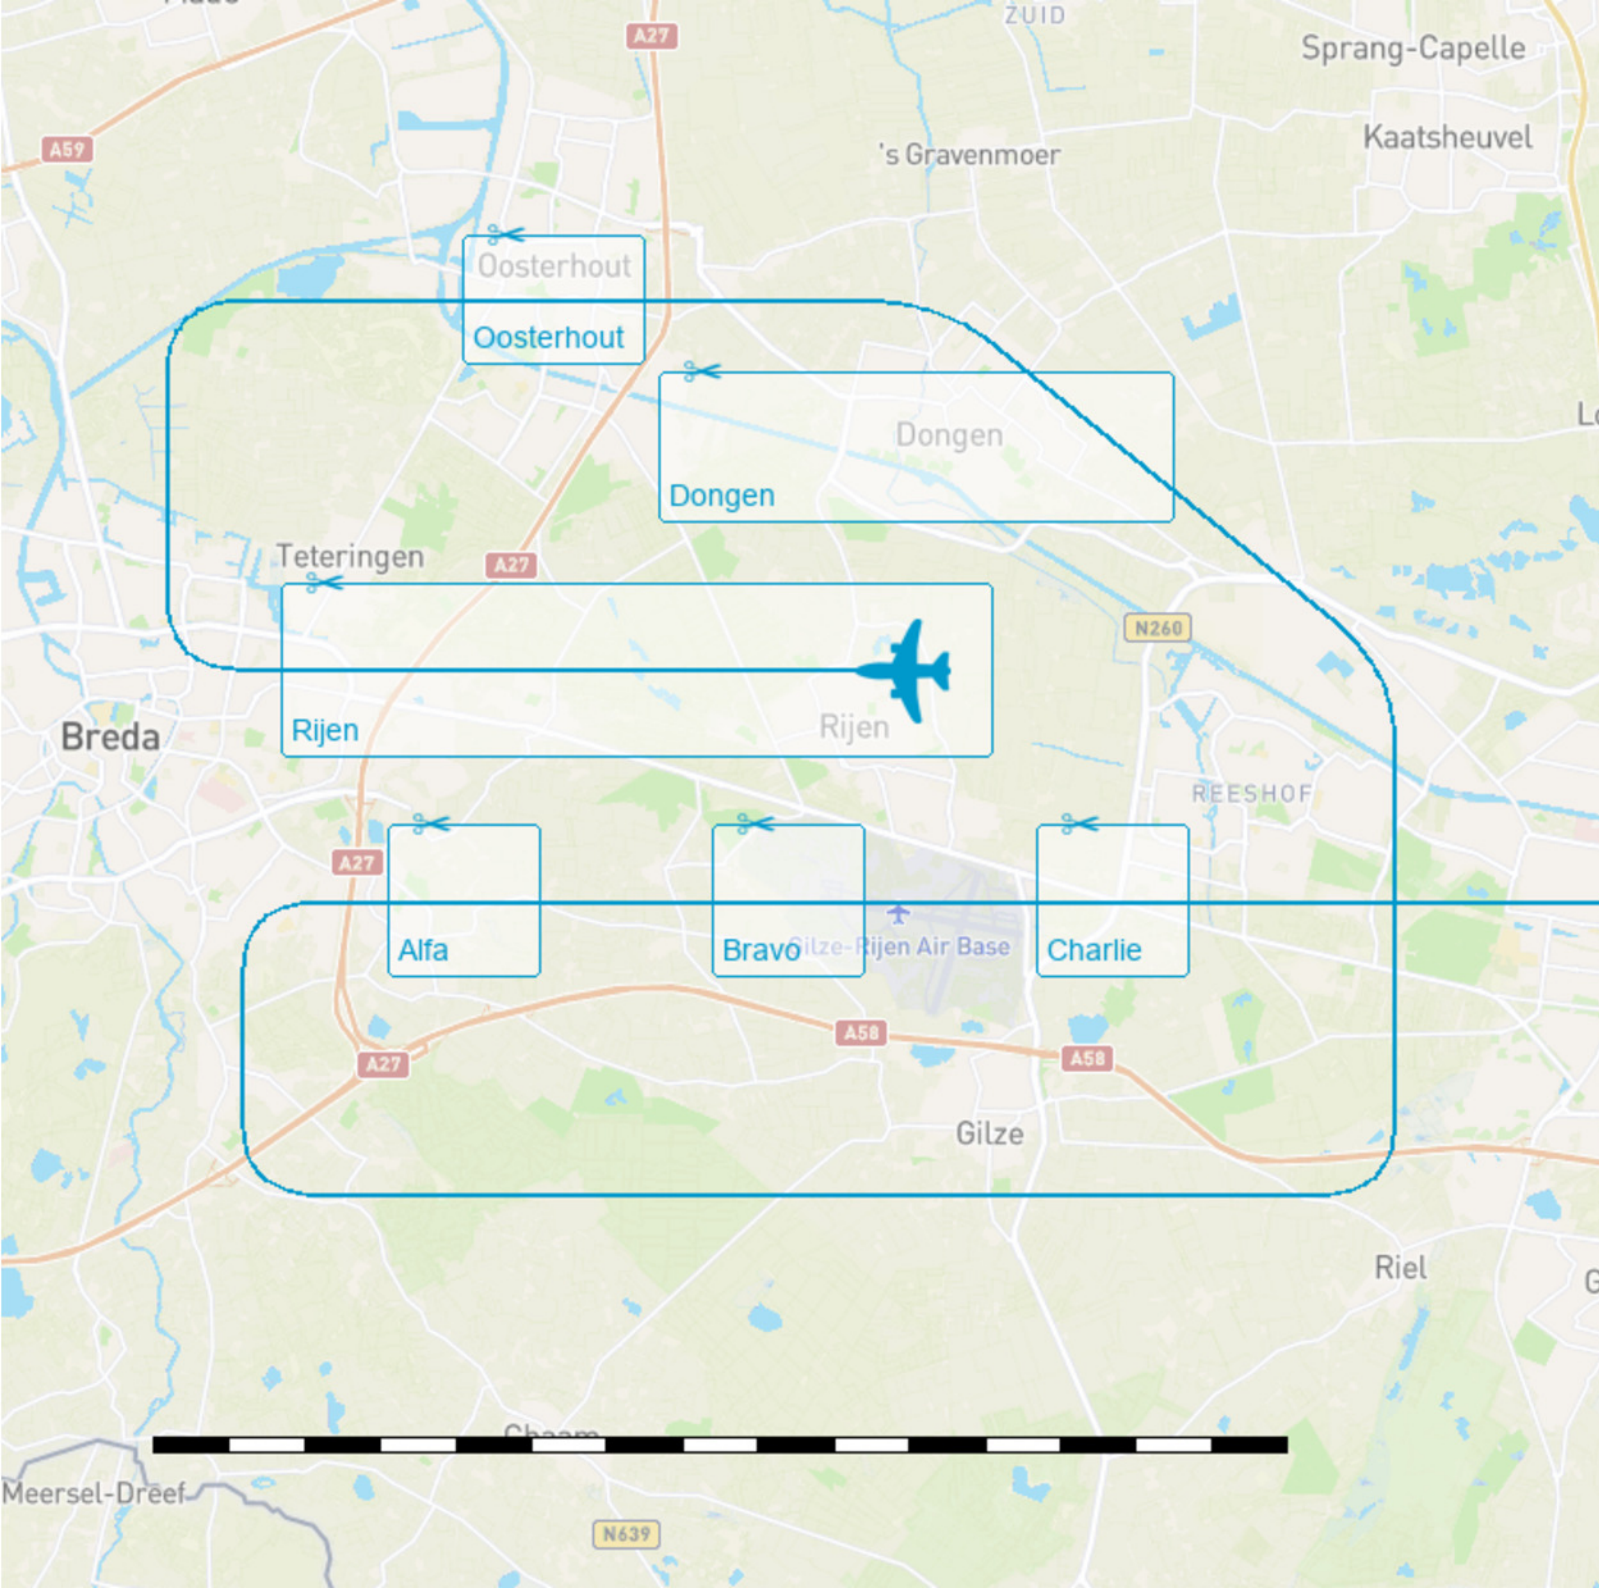 ZUID
A27
Sprang-Capelle
Kaatsheuvel
A59
's Gravenmoer
Oosterhout
Oosterhout
Dongen
Dongen
Teteringen
A27
N260
Breda
Rijen
Rijen
REESHOF
A27
Alfa
Bravo
Gilze-Rijen Air Base
Charlie
A58
A58
A27
Gilze
Riel
Chaam
Meersel-Dreef
N639